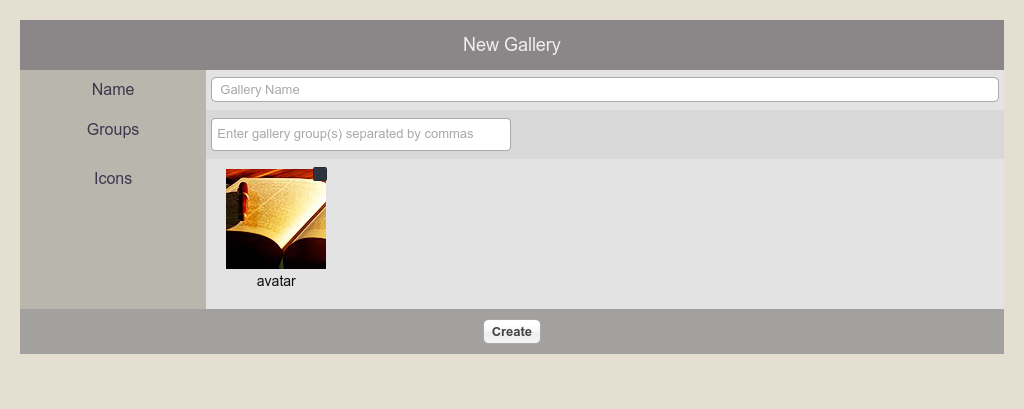 New Gallery
Name
Gallery Name
Groups
Enter gallery group(s) separated by commas
Icons
avatar
Create